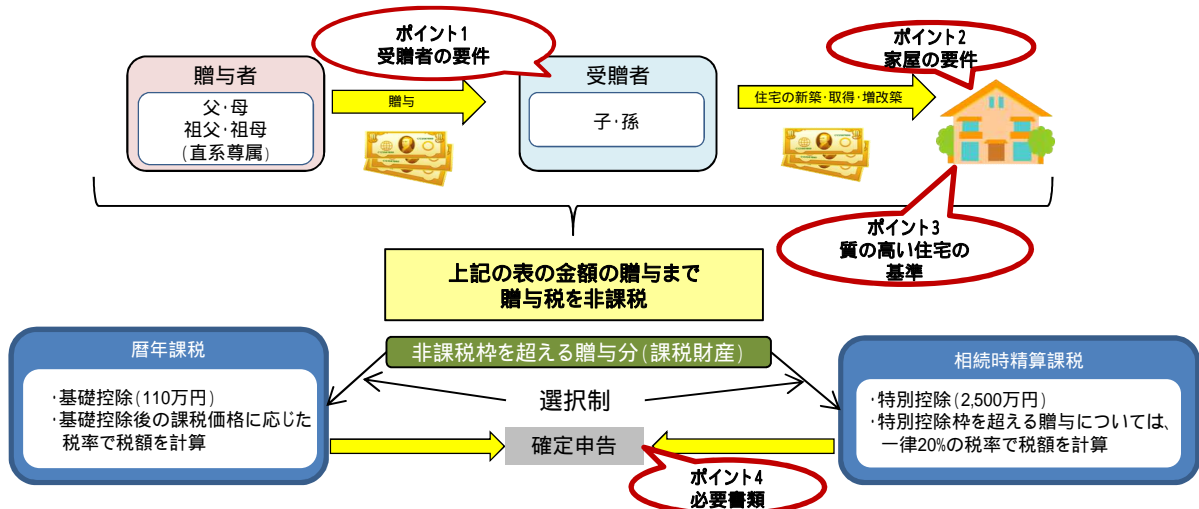 ポイント1
受贈者の要件
ポイント2
家屋の要件
贈与者
父・母
祖父・祖母
(直系尊属)
贈与
受贈者
子・孫
住宅の新築・取得・増改築
ポイント3
質の高い住宅の
基準
上記の表の金額の贈与まで
贈与税を非課税
非課税枠を超える贈与分(課税財産)
選択制
暦年課税
・基礎控除(110万円)
・基礎控除後の課税価格に応じた
税率で税額を計算
相続時精算課税
・特別控除(2,500万円)
・特別控除枠を超える贈与については、
一律20%の税率で税額を計算
確定申告
ポイント4
必要書類